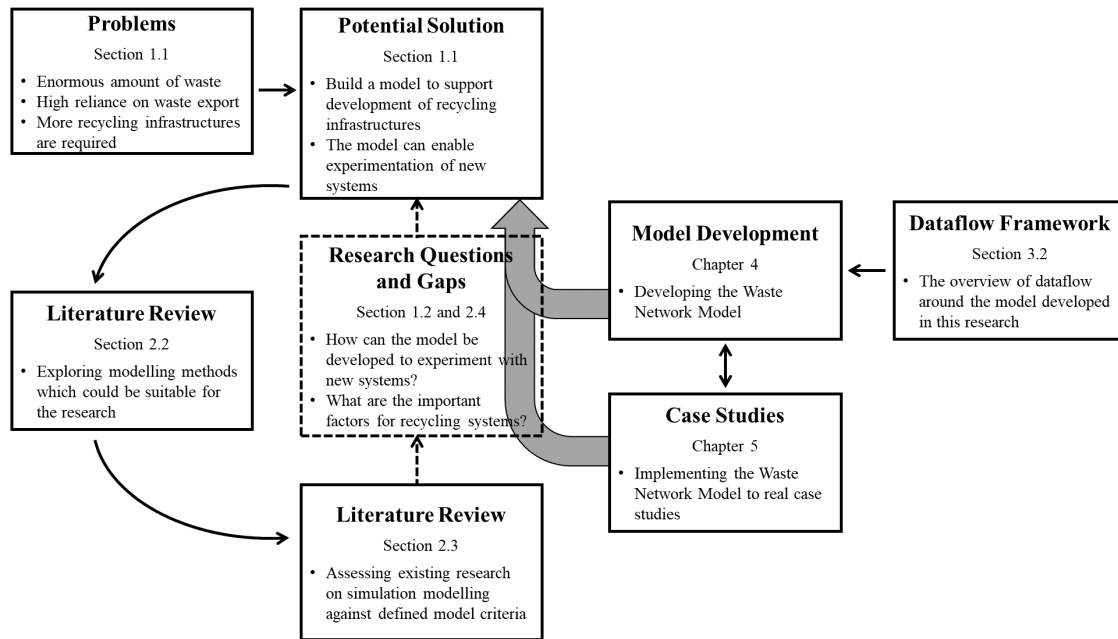 Problems
Section 1.1
• Enormous amount of waste
• High reliance on waste export
• More recycling infrastructures
are required
Potential Solution
Section 1.1
• Build a model to support
development of recycling
infrastructures
• The model can enable
experimentation of new
systems
Literature Review
Section 2.2
• Exploring modelling methods
which could be suitable for
the research
Research Questions
and Gaps
Section 1.2 and 2.4
• How can the model be
developed to experiment with
new systems?
• What are the important
factors for recycling systems?
Literature Review
Section 2.3
• Assessing existing research
on simulation modelling
against defined model criteria
Model Development
Chapter 4
• Developing the Waste
Network Model
Dataflow Framework
Section 3.2
• The overview of dataflow
around the model developed
in this research
Case Studies
Chapter 5
• Implementing the Waste
Network Model to real case
studies